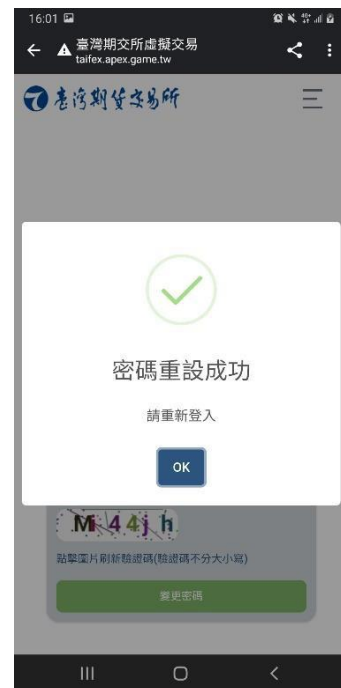 16:01
臺灣期交所虛擬交易
taifex.apex.game.tw
臺灣期貨交易所
密碼重設成功
請重新登入
OK
M 4 4 j h
點擊圖片刷新驗證碼(驗證碼不分大小寫)
變更密碼